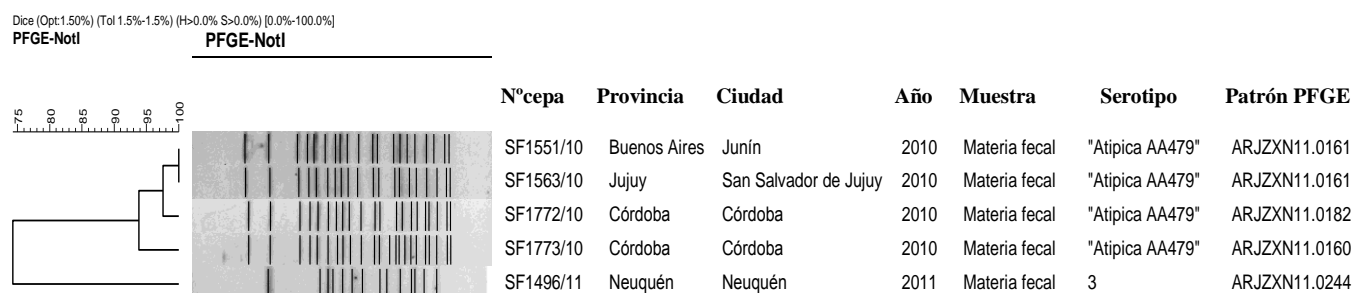 Dice (Opt:1.50%) (Tol 1.5%-1.5%) (H>0.0% S>0.0%) [0.0%-100.0%]
PFGE-NotI PFGE-NotI
75 80 85 90 95 100
Nºcepa Provincia Ciudad Año Muestra Serotipo Patrón PFGE
SF1551/10 Buenos Aires Junín 2010 Materia fecal "Atipica AA479" ARJZXN11.0161
SF1563/10 Jujuy San Salvador de Jujuy 2010 Materia fecal "Atipica AA479" ARJZXN11.0161
SF1772/10 Córdoba Córdoba 2010 Materia fecal "Atipica AA479" ARJZXN11.0182
SF1773/10 Córdoba Córdoba 2010 Materia fecal "Atipica AA479" ARJZXN11.0160
SF1496/11 Neuquén Neuquén 2011 Materia fecal 3 ARJZXN11.0244